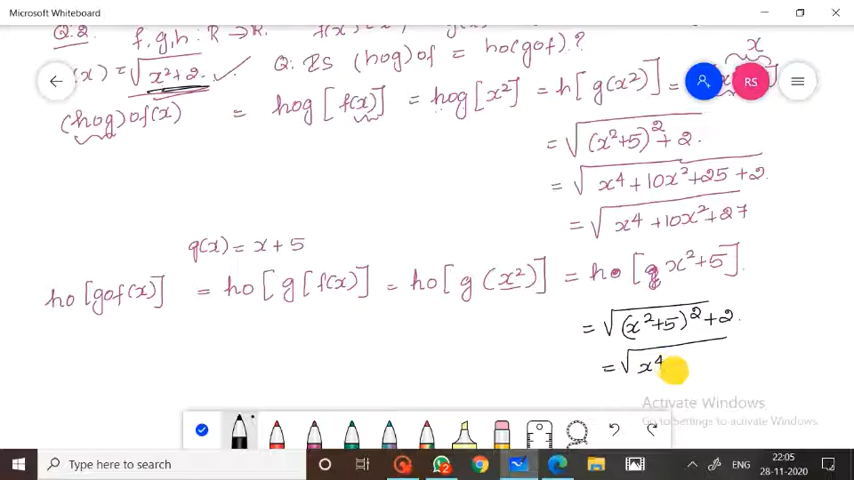 Microsoft Whiteboard
Q.2 f, g, h : R → R.
(x) = √x²+2. ✓ Q: Is (hog)of = ho(gof).?
x
RS
(hog)of(x) = hog[f(x)] = hog[x²] = h[g(x²)] =
= √(x²+5)²+2.
= √x⁴+10x²+25+2.
= √x⁴+10x²+27
g(x) = x+5
ho[gof(x)] = ho[g[f(x)] = ho[g(x²)] = ho[g x²+5].
= √(x²+5)²+2.
= √x⁴
Activate Windows
Go to Settings to activate Windows.
Type here to search
2
ENG
22:05
28-11-2020